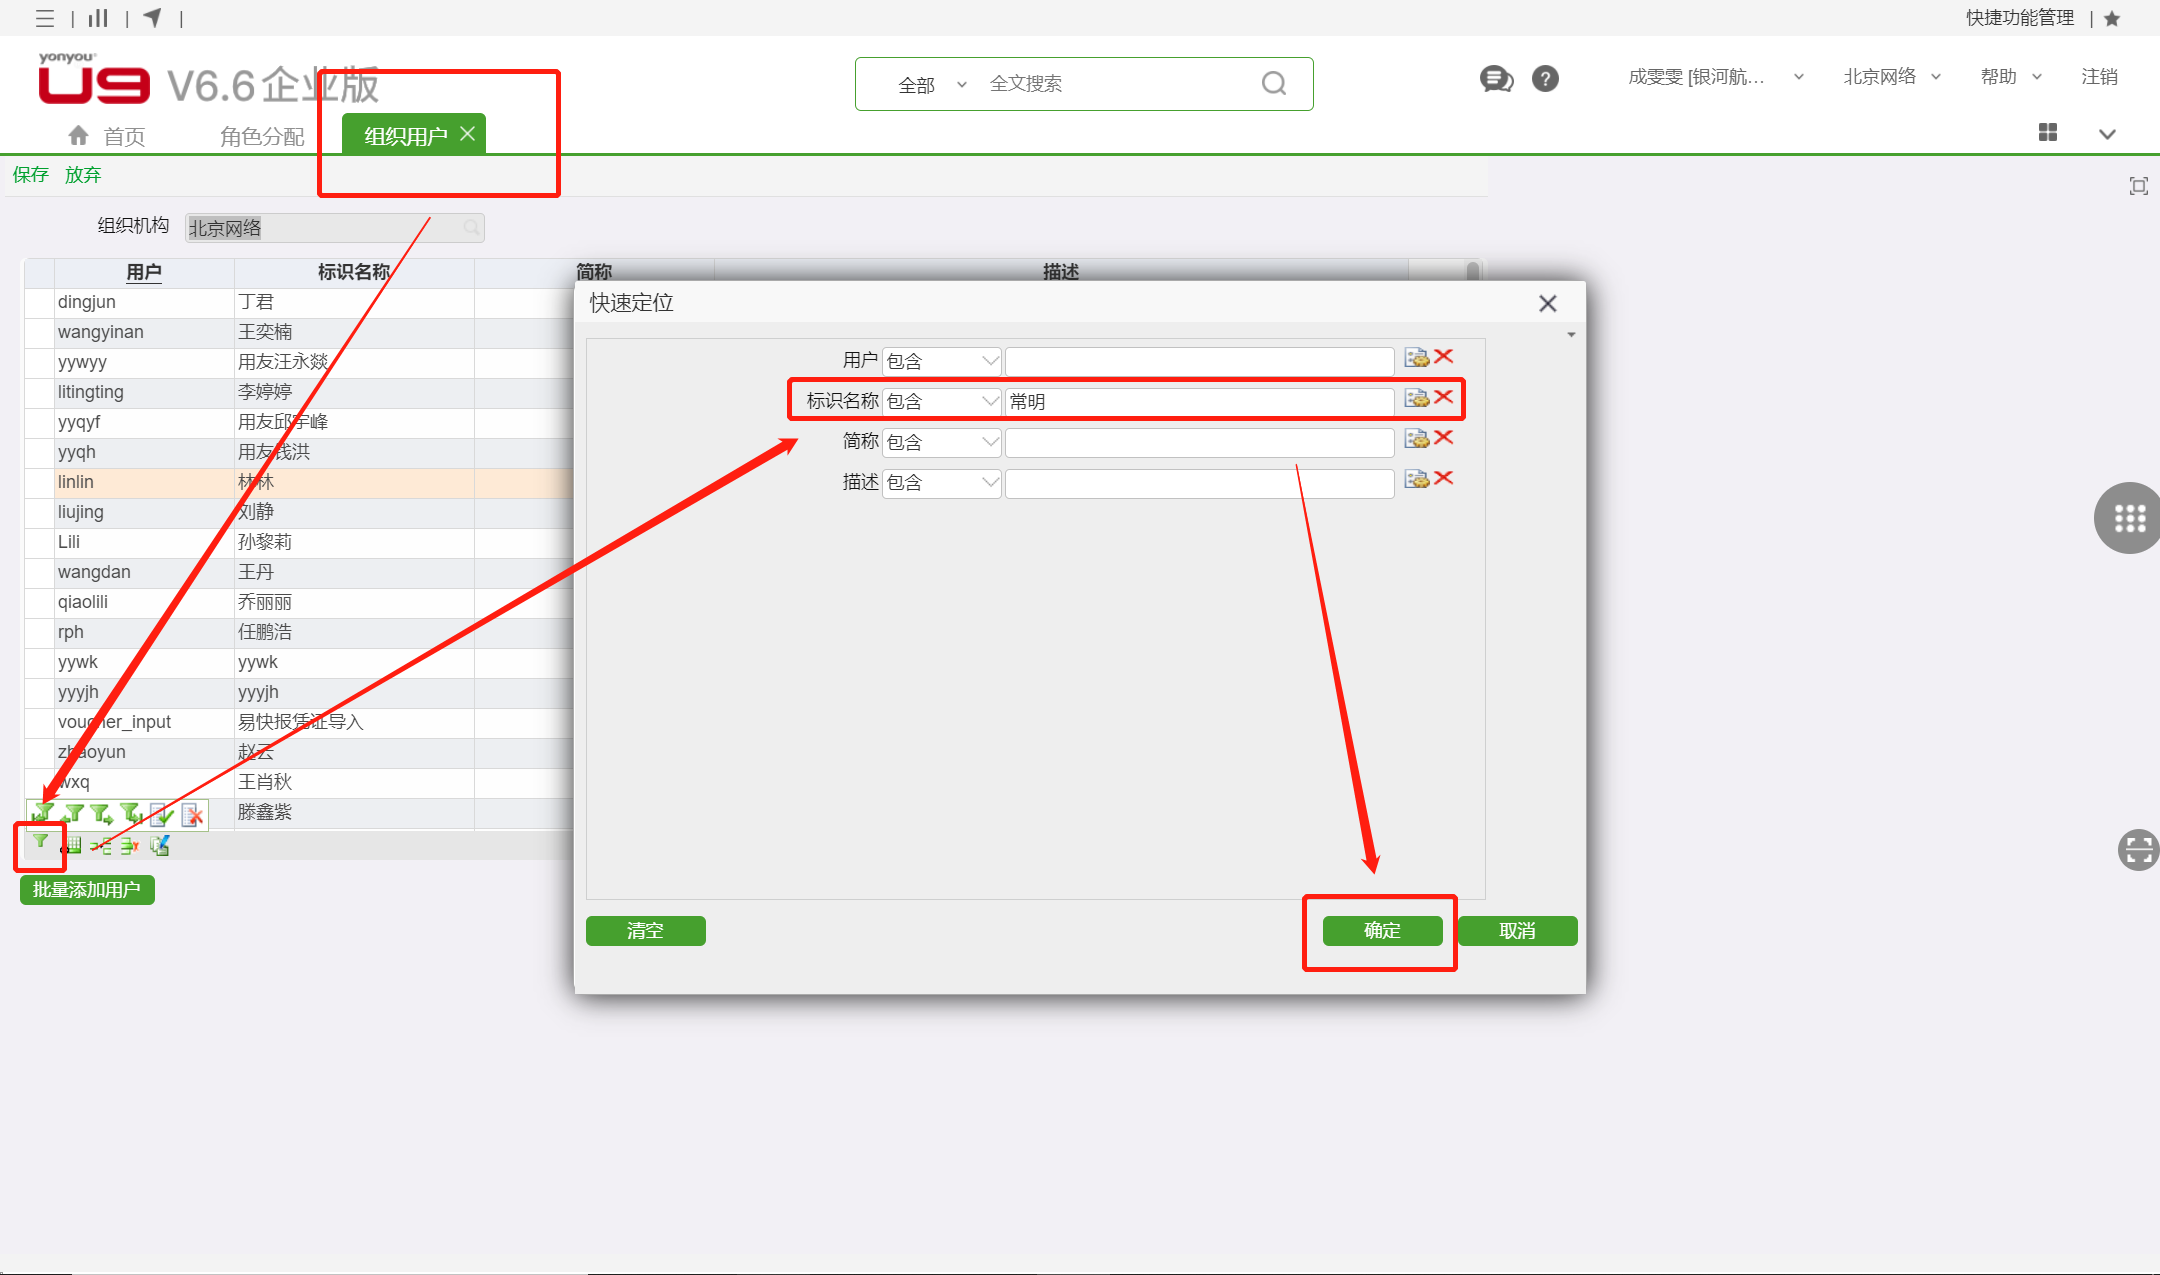 快捷功能管理
yonyou
U9 V6.6企业版
全部 全文搜索
成雯雯 [银河航... 北京网络 帮助 注销
首页 角色分配 组织用户
保存 放弃
组织机构 北京网络
用户 标识名称 简称 描述
dingjun 丁君
wangyinan 王奕楠
yywyy 用友汪永燚
litingting 李婷婷
yyqyf 用友邱宇峰
yyqh 用友钱洪
linlin 林林
liujing 刘静
Lili 孙黎莉
wangdan 王丹
qiaolili 乔丽丽
rph 任鹏浩
yywk yywk
yyyjh yyyjh
voucher_input 易快报凭证导入
zhaoyun 赵云
wxq 王肖秋
滕鑫紫
批量添加用户
快速定位
用户 包含
标识名称 包含 常明
简称 包含
描述 包含
清空 确定 取消